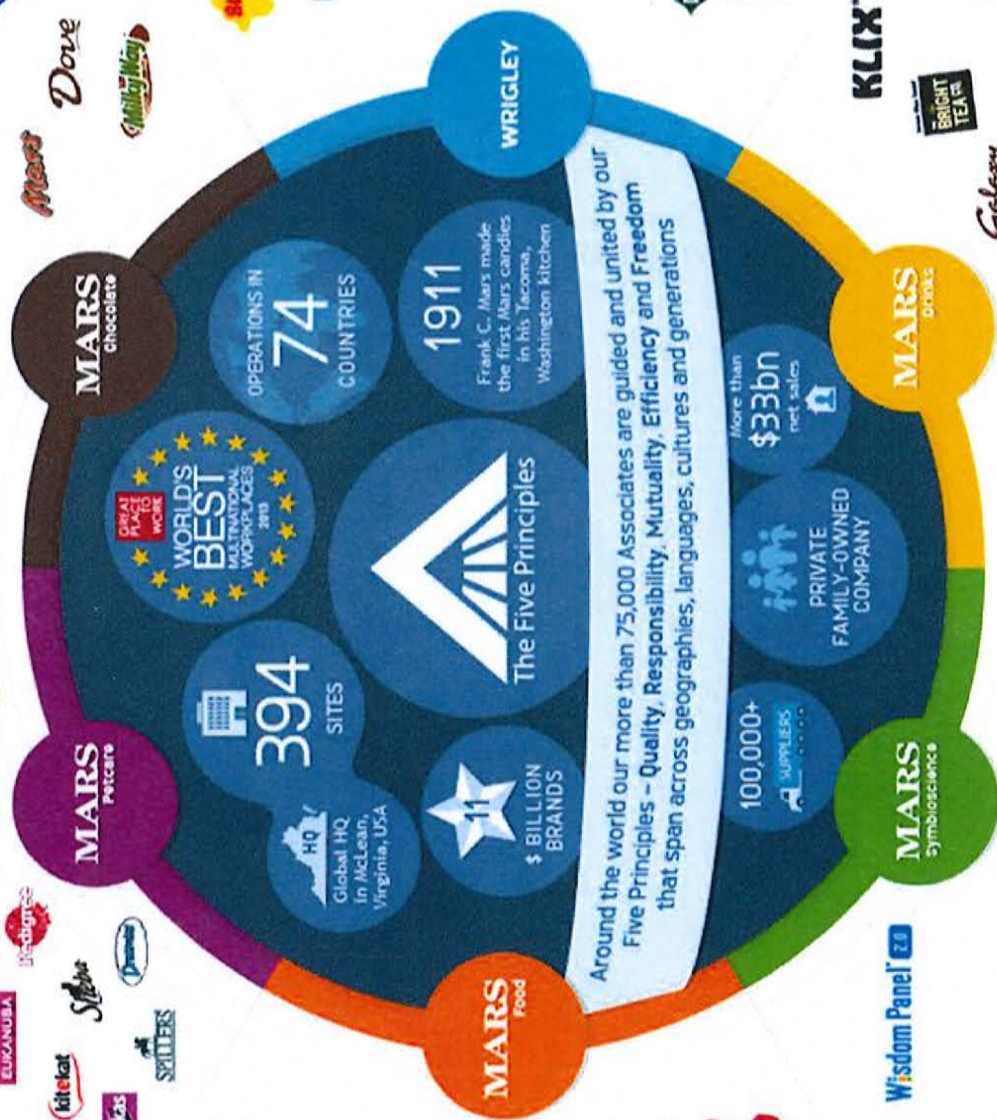 EUKANUBA
Pedigree
kitekat
Sheba
SPILLERS
Mars
Dove
Milky Way
MARS
Petcare
MARS
Chocolate
GREAT
PLACE
TO
WORK
WORLD'S
BEST
MULTINATIONAL
WORKPLACES
2013
394
SITES
OPERATIONS IN
74
COUNTRIES
HQ
Global HQ
in McLean,
Virginia, USA
11
$ BILLION
BRANDS
The Five Principles
1911
Frank C. Mars made
the first Mars candies
in his Tacoma,
Washington kitchen
MARS
Food
WRIGLEY
Around the world our more than 75,000 Associates are guided and united by our
Five Principles – Quality, Responsibility, Mutuality, Efficiency and Freedom
that span across geographies, languages, cultures and generations
100,000+
SUPPLIERS
PRIVATE
FAMILY-OWNED
COMPANY
More than
$33bn
net sales
MARS
Symbioscience
MARS
Drinks
Wisdom Panel 2.0
KLIX
BRIGHT
TEA CO.
Galaxy